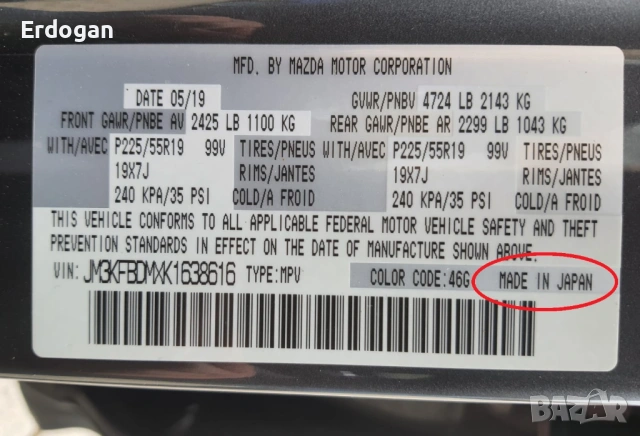 Erdogan
MFD. BY MAZDA MOTOR CORPORATION
DATE 05/19 GVWR/PNBV 4724 LB 2143 KG
FRONT GAWR/PNBE AV 2425 LB 1100 KG REAR GAWR/PNBE AR 2299 LB 1043 KG
WITH/AVEC P225/55R19 99V TIRES/PNEUS WITH/AVEC P225/55R19 99V TIRES/PNEUS
19X7J RIMS/JANTES 19X7J RIMS/JANTES
240 KPA/35 PSI COLD/A FROID 240 KPA/35 PSI COLD/A FROID
THIS VEHICLE CONFORMS TO ALL APPLICABLE FEDERAL MOTOR VEHICLE SAFETY AND THEFT
PREVENTION STANDARDS IN EFFECT ON THE DATE OF MANUFACTURE SHOWN ABOVE.
VIN: JM3KFBDMXK1638616 TYPE:MPV COLOR CODE:46G MADE IN JAPAN
BAZAR